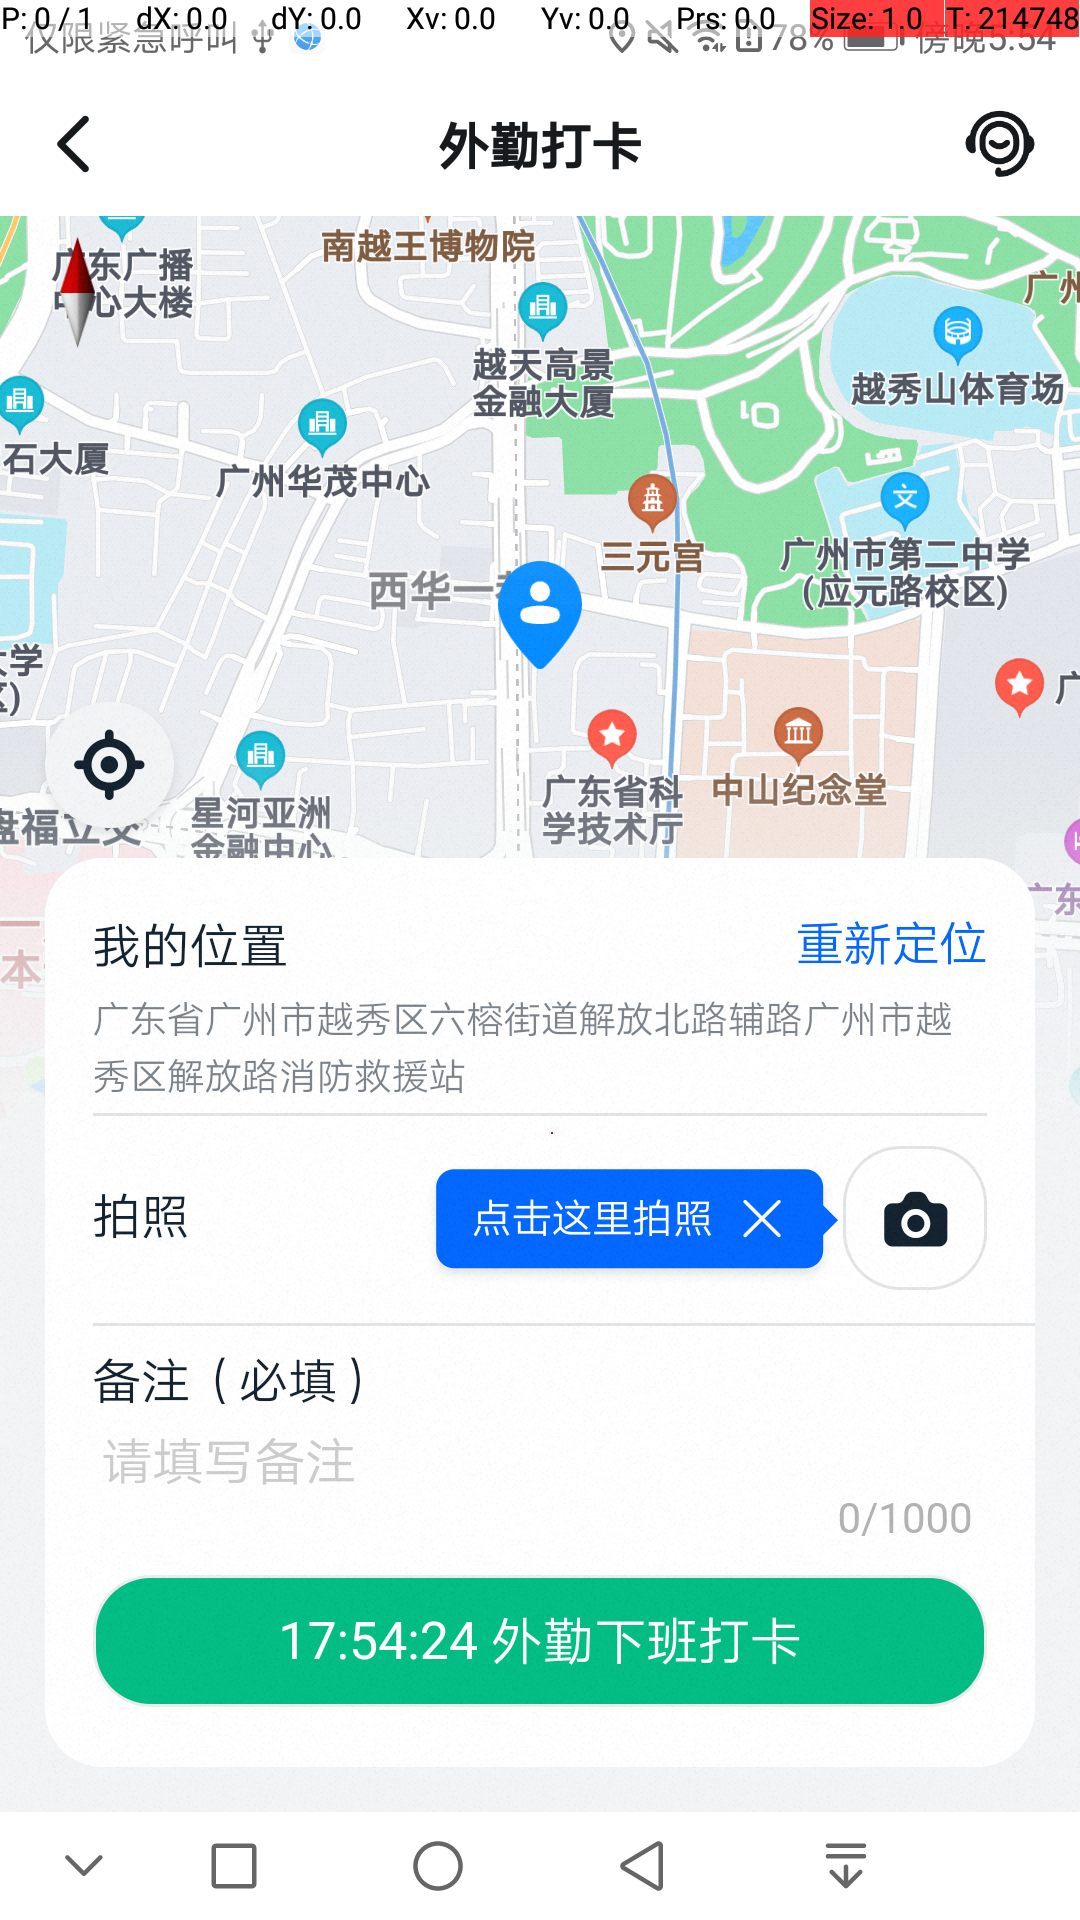 P: 0 / 1 dX: 0.0 dY: 0.0 Xv: 0.0 Yv: 0.0 Prs: 0.0 Size: 1.0 T: 214748
仅限紧急呼叫 78% 傍晚5:54
外勤打卡
广东广播
中心大楼
南越王博物院
越天高景
金融大厦
广州
越秀山体育场
石大厦
广州华茂中心
文
三元宫
广州市第二中学
(应元路校区)
西华一巷
大学
区)
广
广东省科
学技术厅
中山纪念堂
星河亚洲
金融中心
盘福立交
广东
本
我的位置 重新定位
广东省广州市越秀区六榕街道解放北路辅路广州市越
秀区解放路消防救援站
拍照 点击这里拍照
备注（必填）
请填写备注
0/1000
17:54:24 外勤下班打卡